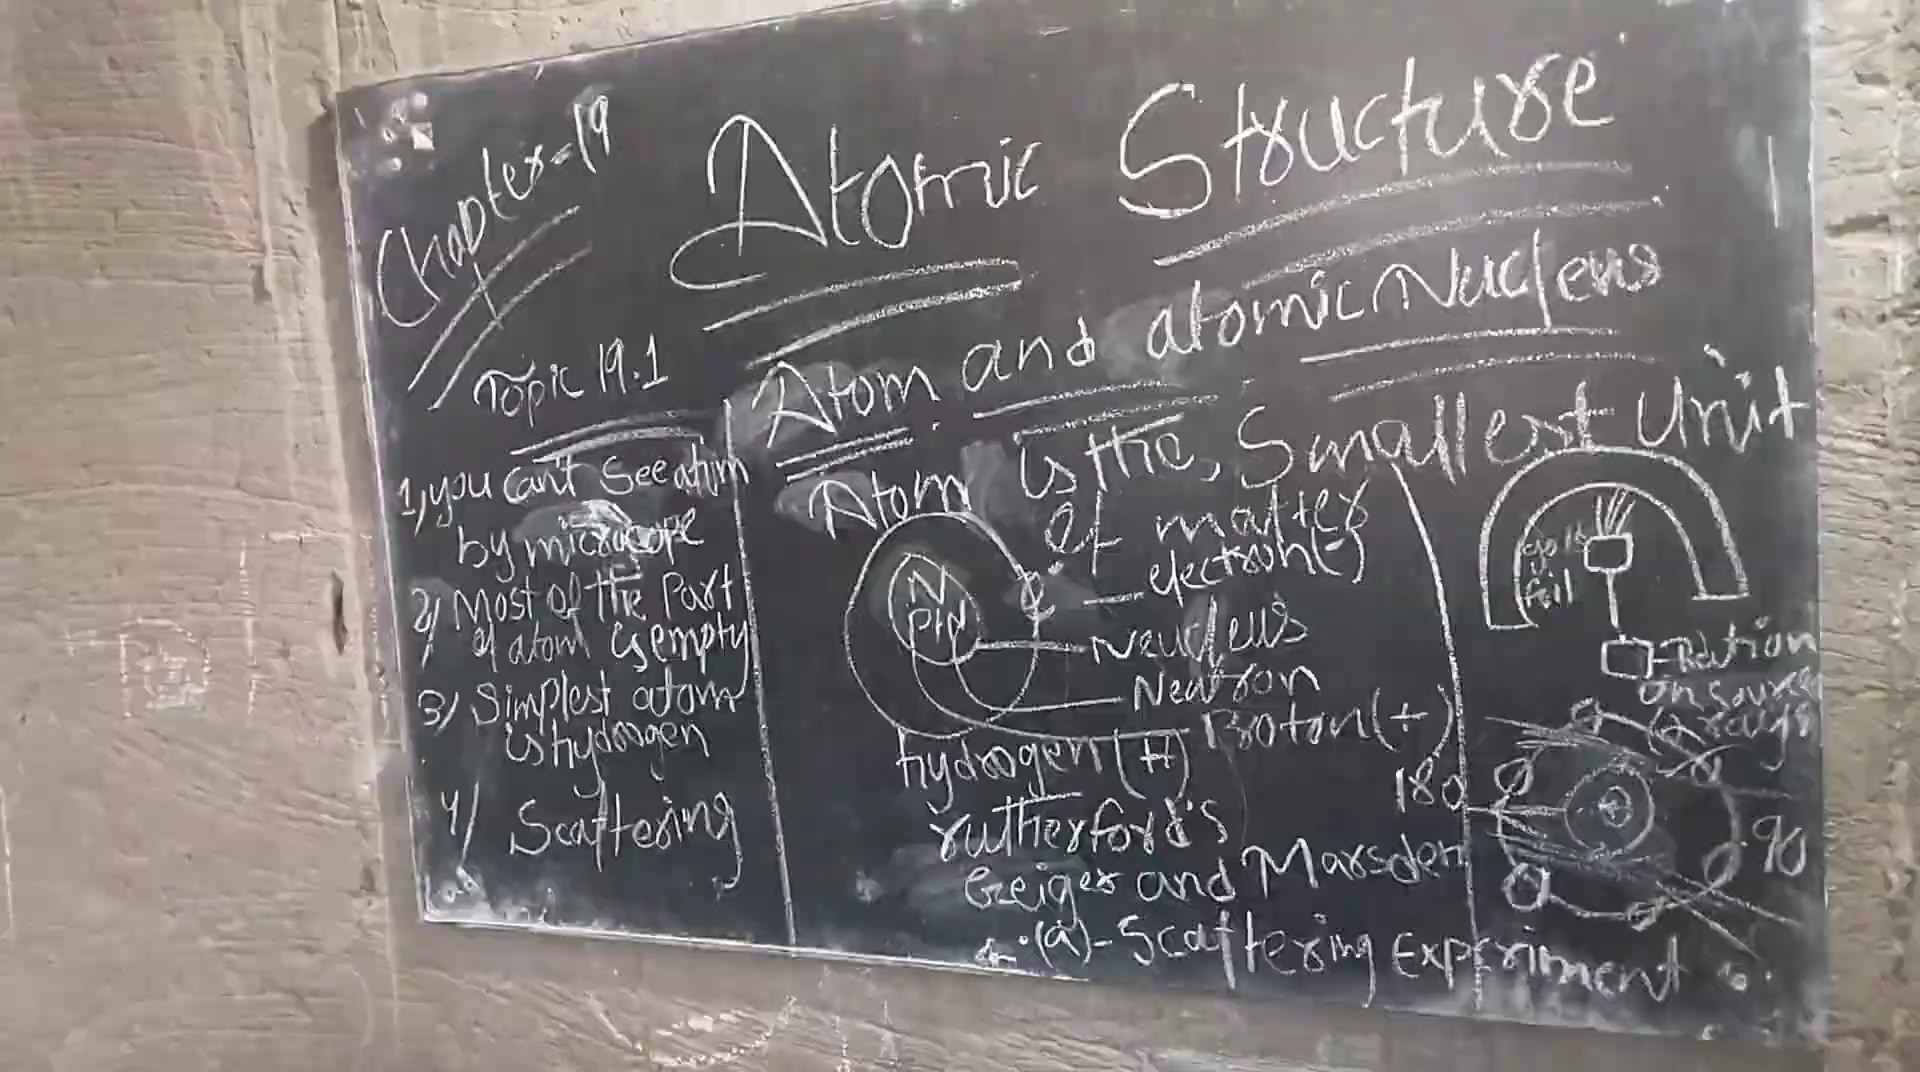 Chapter-19
Atomic Structure
Topic 19.1
Atom and atomic Nucleus
1, you can't see atom
by microcope
2, Most of the Part
of atom is empty
3, Simplest atom
is hydrogen
4, Scattering
Atom is the, Smallest Unit
of matter
electron(-)
N
P N
Neucleus
Neutron
Proton(+)
hydrogen(H)
rutherford's
Geiger and Marsden
(a)-Scattering Experiment
gold
foil
source
rays
180
90